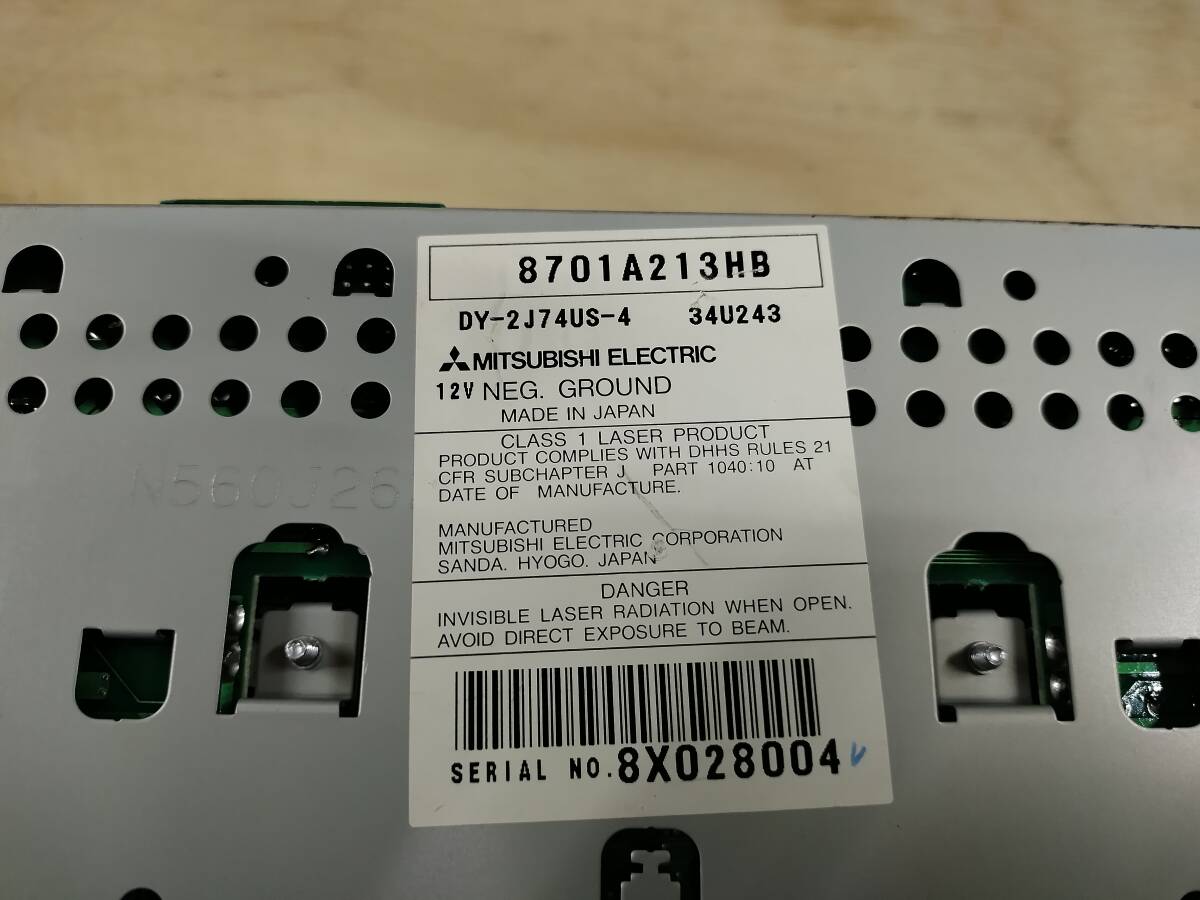 8701A213HB
DY-2J74US-4 34U243
MITSUBISHI ELECTRIC
12V NEG. GROUND
MADE IN JAPAN
CLASS 1 LASER PRODUCT
PRODUCT COMPLIES WITH DHHS RULES 21
CFR SUBCHAPTER J PART 1040:10 AT
DATE OF MANUFACTURE.
MANUFACTURED
MITSUBISHI ELECTRIC CORPORATION
SANDA. HYOGO. JAPAN
DANGER
INVISIBLE LASER RADIATION WHEN OPEN.
AVOID DIRECT EXPOSURE TO BEAM.
SERIAL NO. 8X028004